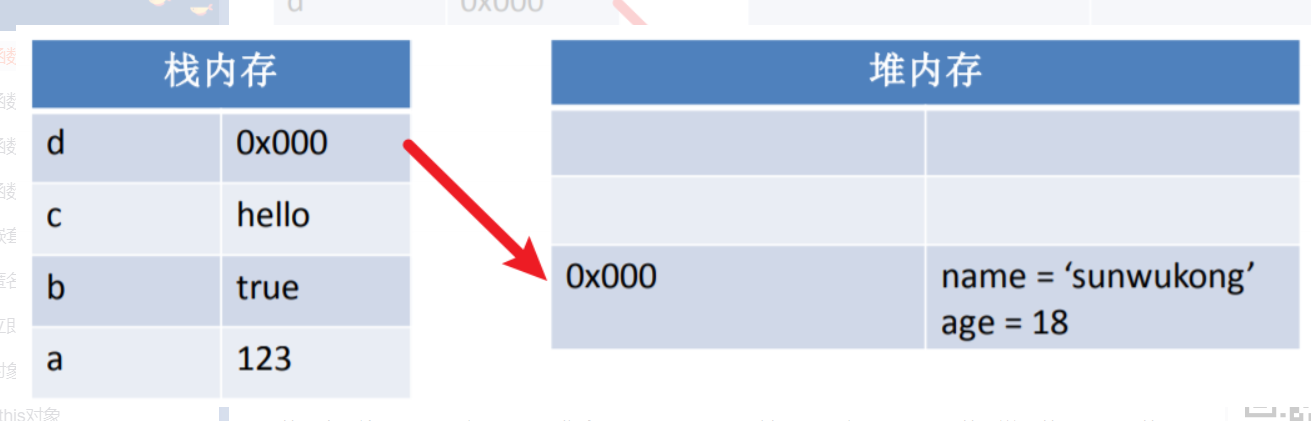 d 0x000
栈内存
d 0x000
c hello
b true
a 123
堆内存
0x000 name = ‘sunwukong’
age = 18
this对象